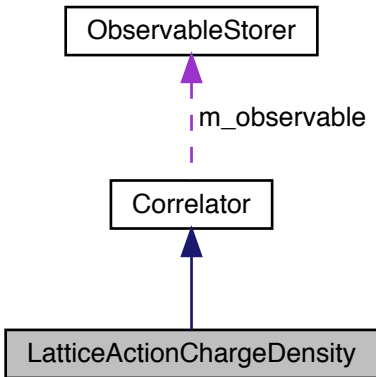 ObservableStorer
m_observable
Correlator
LatticeActionChargeDensity